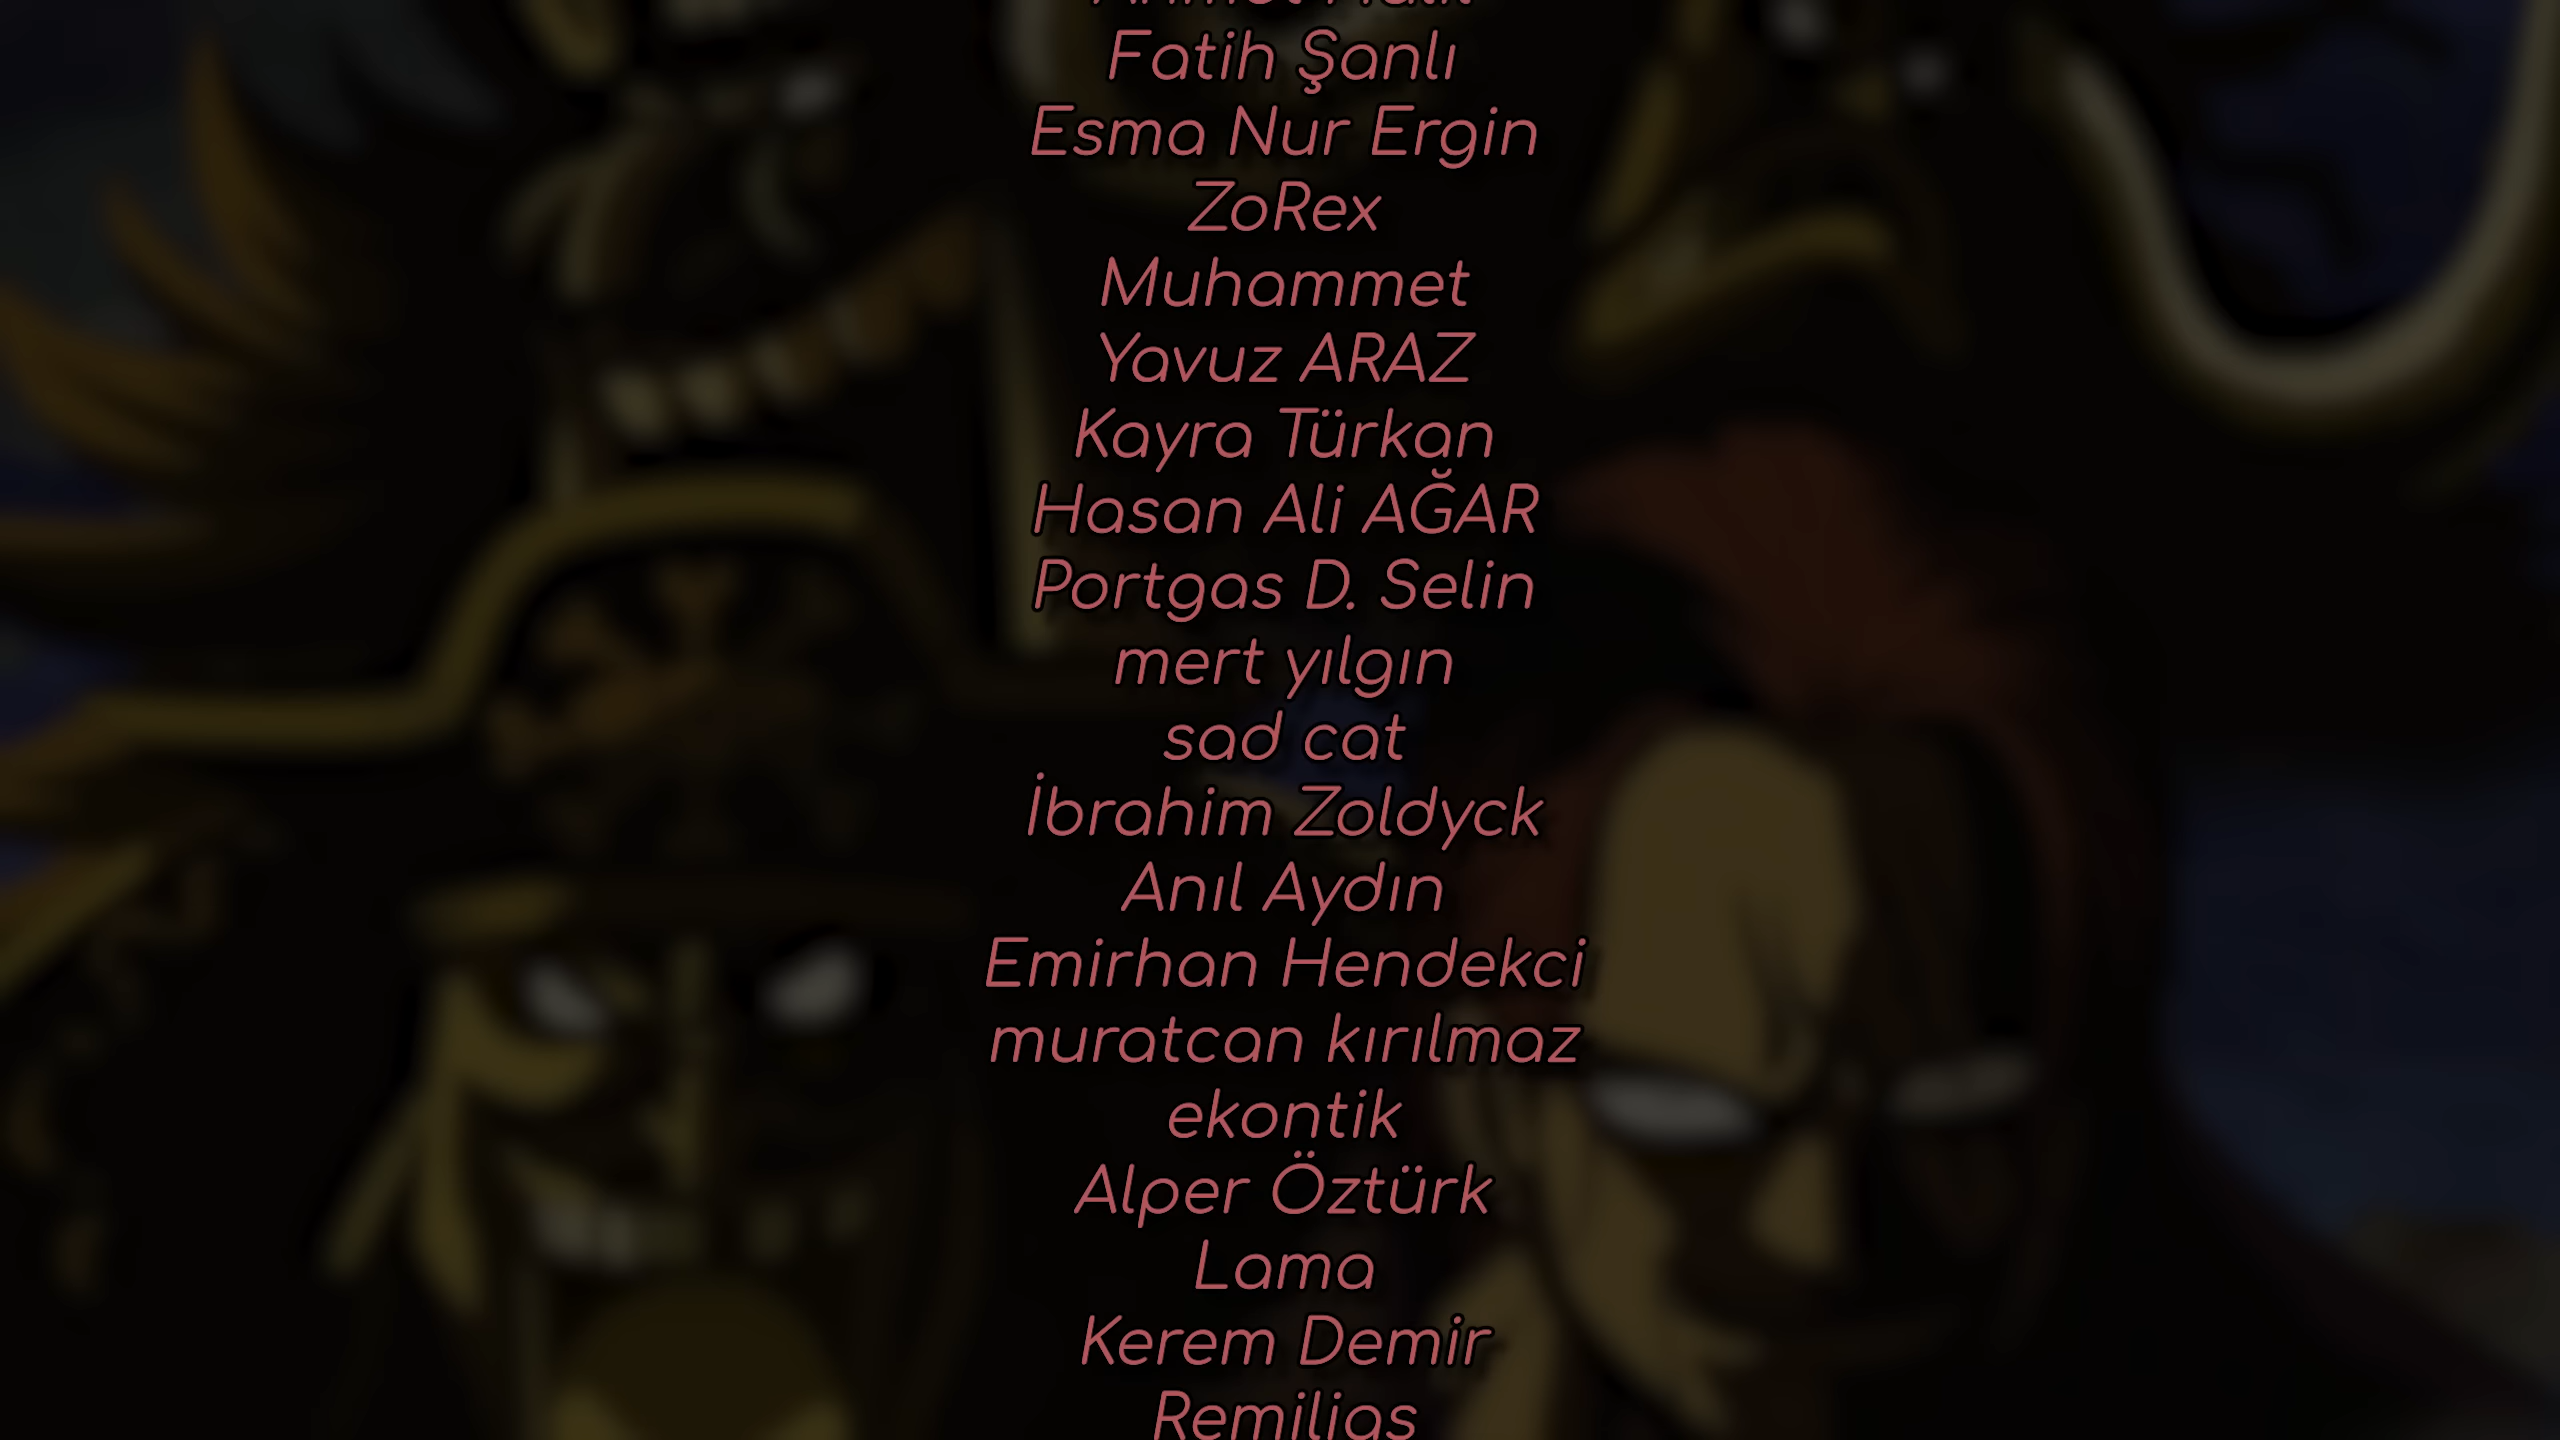 Fatih Şanlı
Esma Nur Ergin
ZoRex
Muhammet
Yavuz ARAZ
Kayra Türkan
Hasan Ali AĞAR
Portgas D. Selin
mert yılgın
sad cat
İbrahim Zoldyck
Anıl Aydın
Emirhan Hendekci
muratcan kırılmaz
ekontik
Alper Öztürk
Lama
Kerem Demir
Remilias